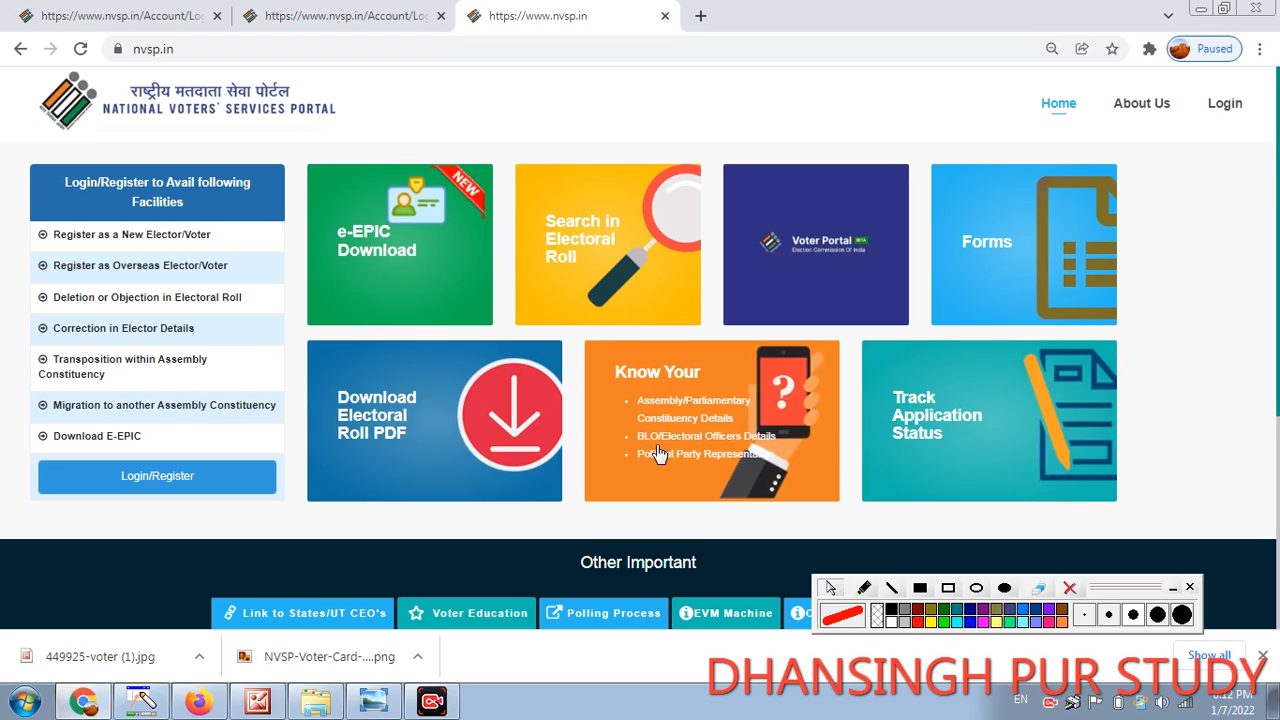 https://www.nvsp.in/Account/Log
https://www.nvsp.in/Account/Log
https://www.nvsp.in
nvsp.in
Paused
राष्ट्रीय मतदाता सेवा पोर्टल
NATIONAL VOTERS' SERVICES PORTAL
Home
About Us
Login
Login/Register to Avail following
Facilities
Register as a New Elector/Voter
Register as Overseas Elector/Voter
Deletion or Objection in Electoral Roll
Correction in Elector Details
Transposition within Assembly
Constituency
Migration to another Assembly Constituency
Download E-EPIC
Login/Register
NEW
e-EPIC
Download
Search in
Electoral
Roll
Voter Portal BETA
Election Commission Of India
Forms
Download
Electoral
Roll PDF
Know Your
Assembly/Parliamentary
Constituency Details
BLO/Electoral Officers Details
Party
?
Track
Application
Status
Other Important
Link to States/UT CEO's
Voter Education
Polling Process
EVM Machine
449925-voter (1).jpg
NVSP-Voter-Card-....png
Show all
DHANSINGH PUR STUDY
EN
6:12 PM
1/7/2022